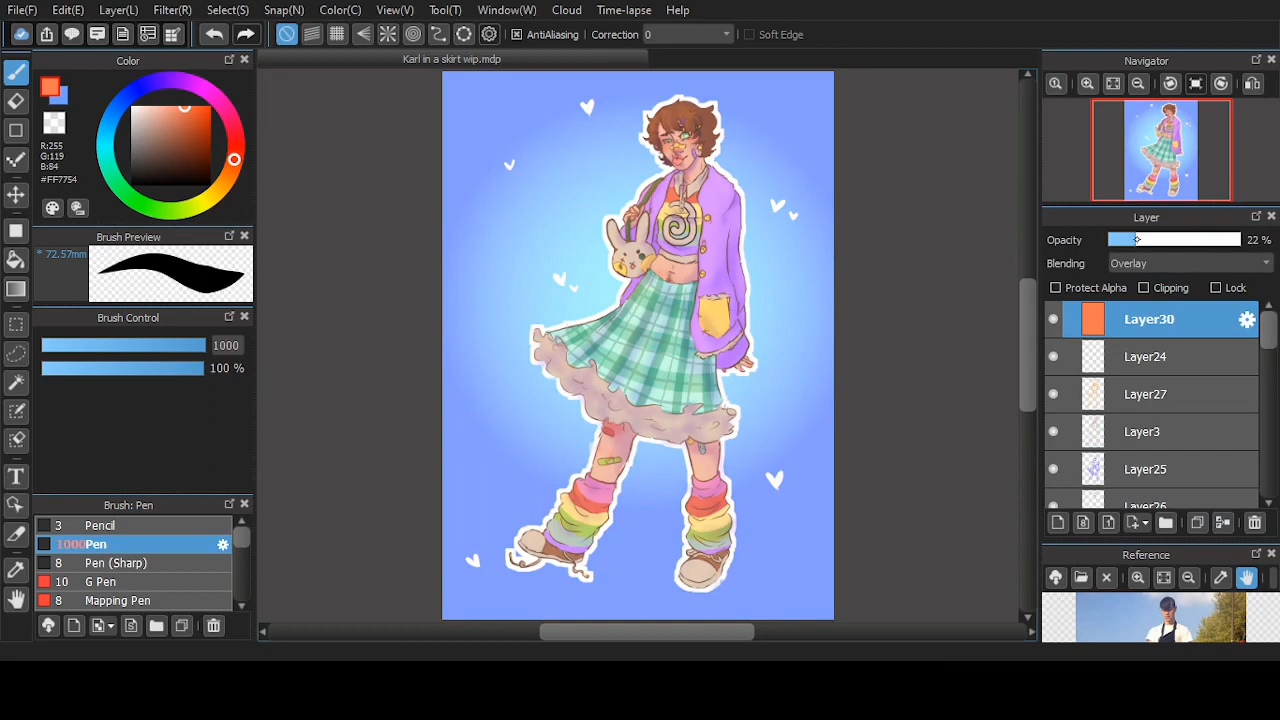 File(F) Edit(E) Layer(L) Filter(R) Select(S) Snap(N) Color(C) View(V) Tool(T) Window(W) Cloud Time-lapse Help
AntiAliasing Correction 0 Soft Edge
Color
Karl in a skirt wip.mdp
Navigator
R:255
G:119
B:84
#FF7754
Layer
Brush Preview
Opacity 22 %
* 72.57mm
Blending Overlay
Protect Alpha Clipping Lock
Brush Control
Layer30
1000
Layer24
100 %
Layer27
Layer3
Layer25
Layer26
Brush: Pen
3 Pencil
1000 Pen
8 Pen (Sharp)
Reference
10 G Pen
8 Mapping Pen